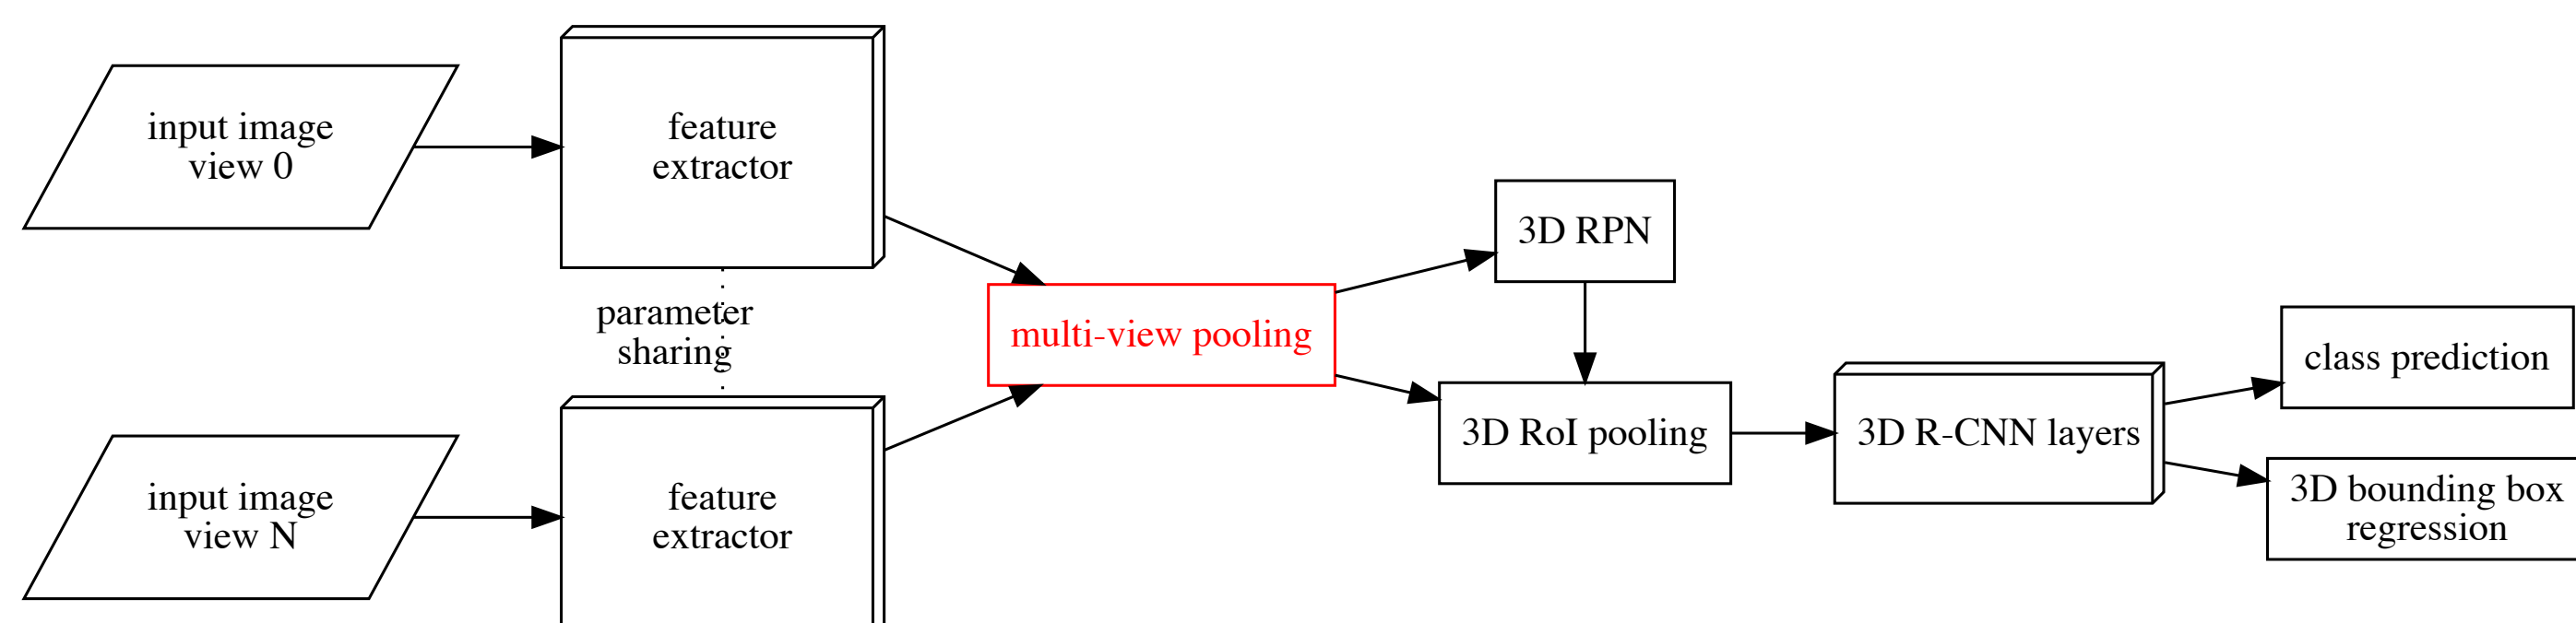 input image
view 0
feature
extractor
parameter
sharing
input image
view N
feature
extractor
multi-view pooling
3D RPN
3D RoI pooling
3D R-CNN layers
class prediction
3D bounding box
regression